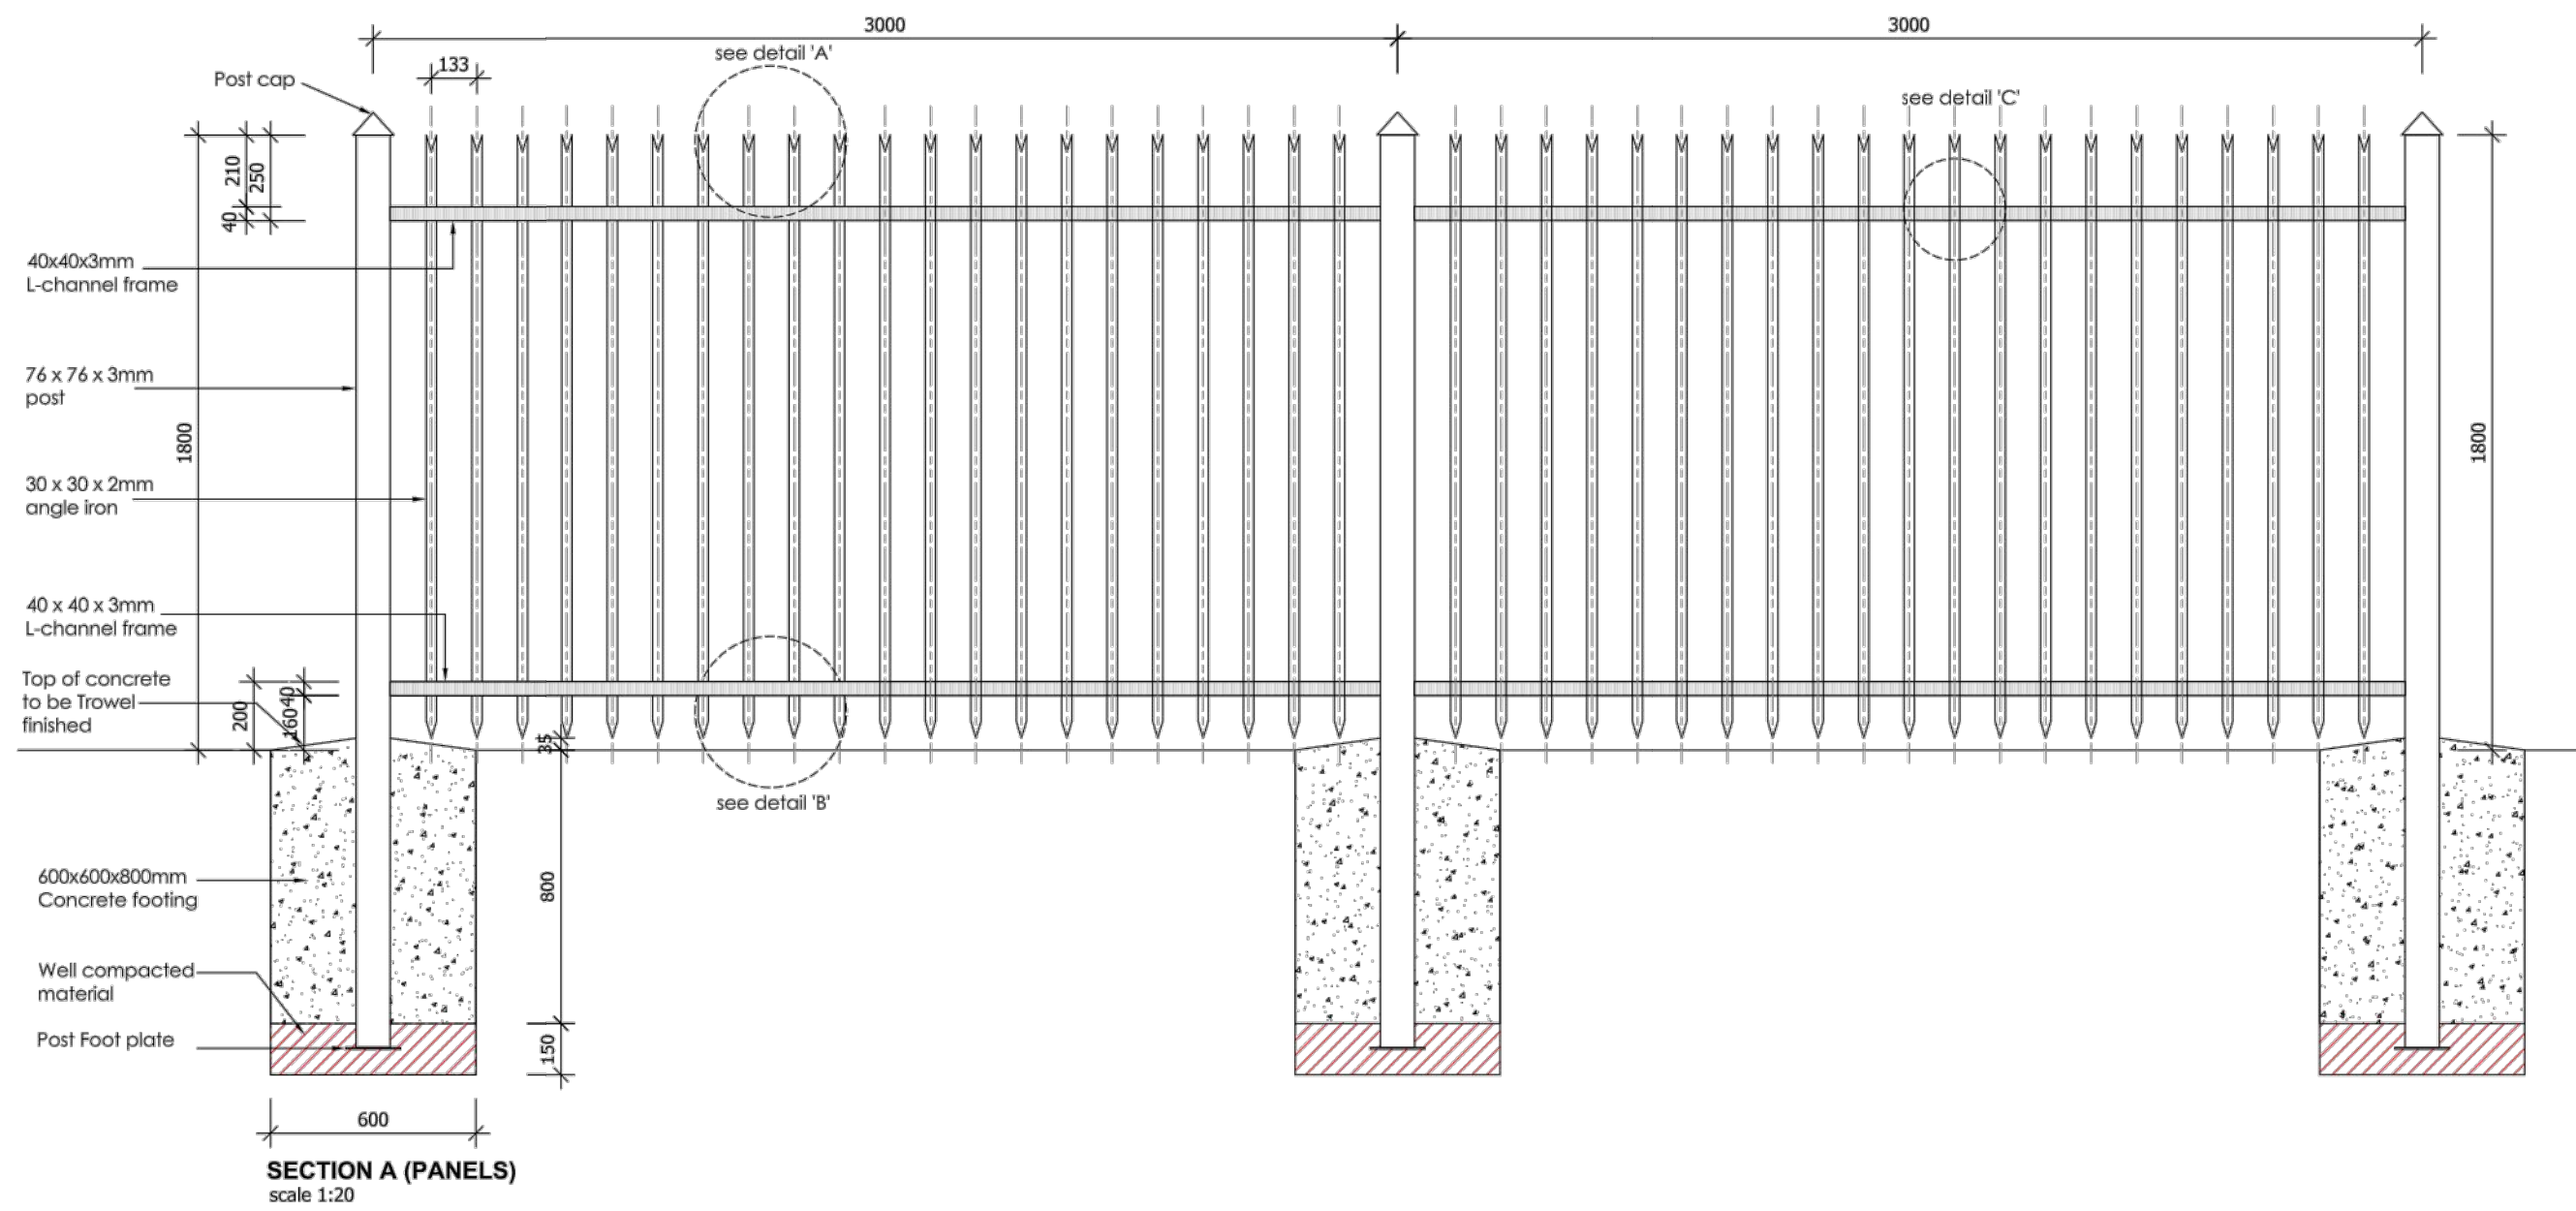 3000
3000
see detail 'A'
133
Post cap
see detail 'C'
210
250
40
40x40x3mm
L-channel frame
76 x 76 x 3mm
post
1800
1800
30 x 30 x 2mm
angle iron
40 x 40 x 3mm
L-channel frame
Top of concrete
to be Trowel
finished
200
40
160
35
see detail 'B'
600x600x800mm
Concrete footing
800
Well compacted
material
Post Foot plate
150
600
SECTION A (PANELS)
scale 1:20